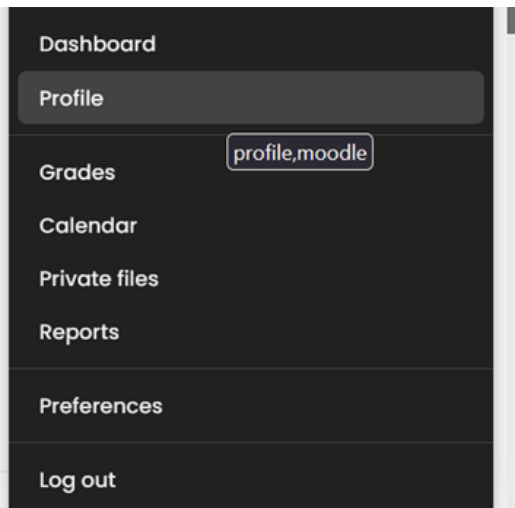 Dashboard
Profile
profile,moodle
Grades
Calendar
Private files
Reports
Preferences
Log out